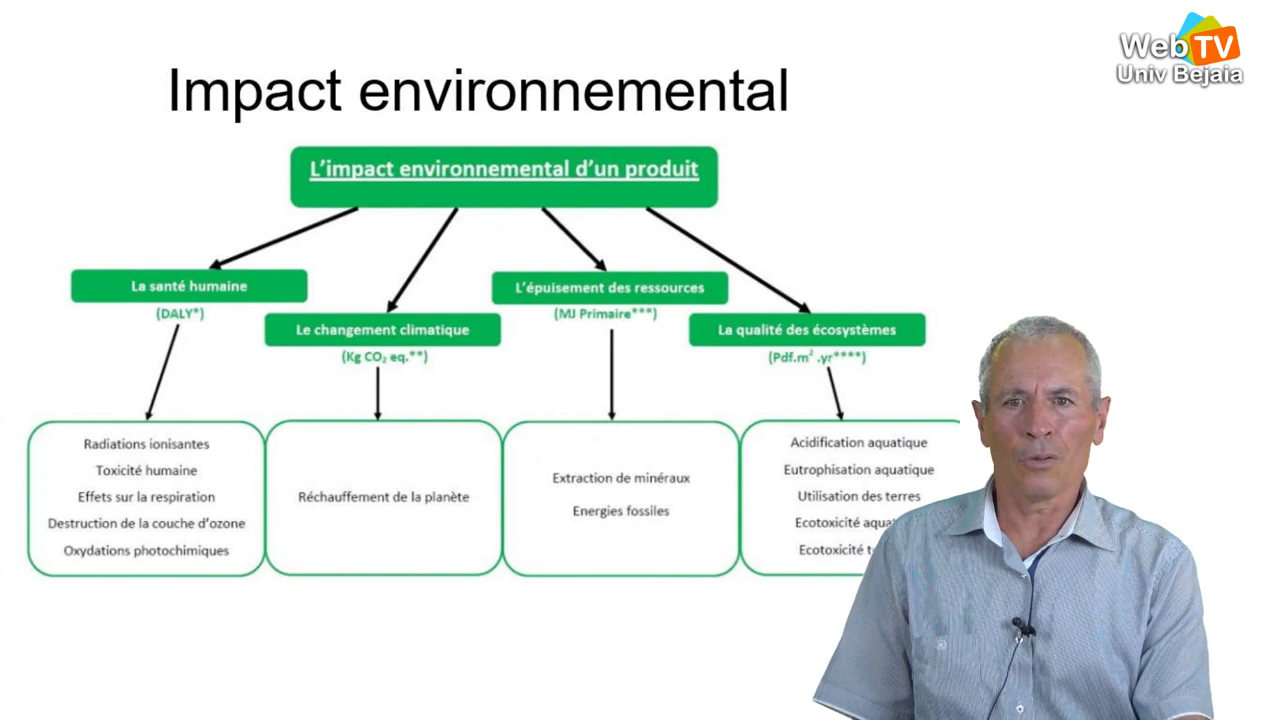 Web TV
Univ Bejaia
Impact environnemental
L'impact environnemental d'un produit
La santé humaine
(DALY*)
Le changement climatique
(Kg CO₂ eq.**)
L'épuisement des ressources
(MJ Primaire***)
La qualité des écosystèmes
(Pdf.m² .yr****)
Radiations ionisantes
Toxicité humaine
Effets sur la respiration
Destruction de la couche d'ozone
Oxydations photochimiques
Réchauffement de la planète
Extraction de minéraux
Energies fossiles
Acidification aquatique
Eutrophisation aquatique
Utilisation des terres
Ecotoxicité
Ecotoxicité